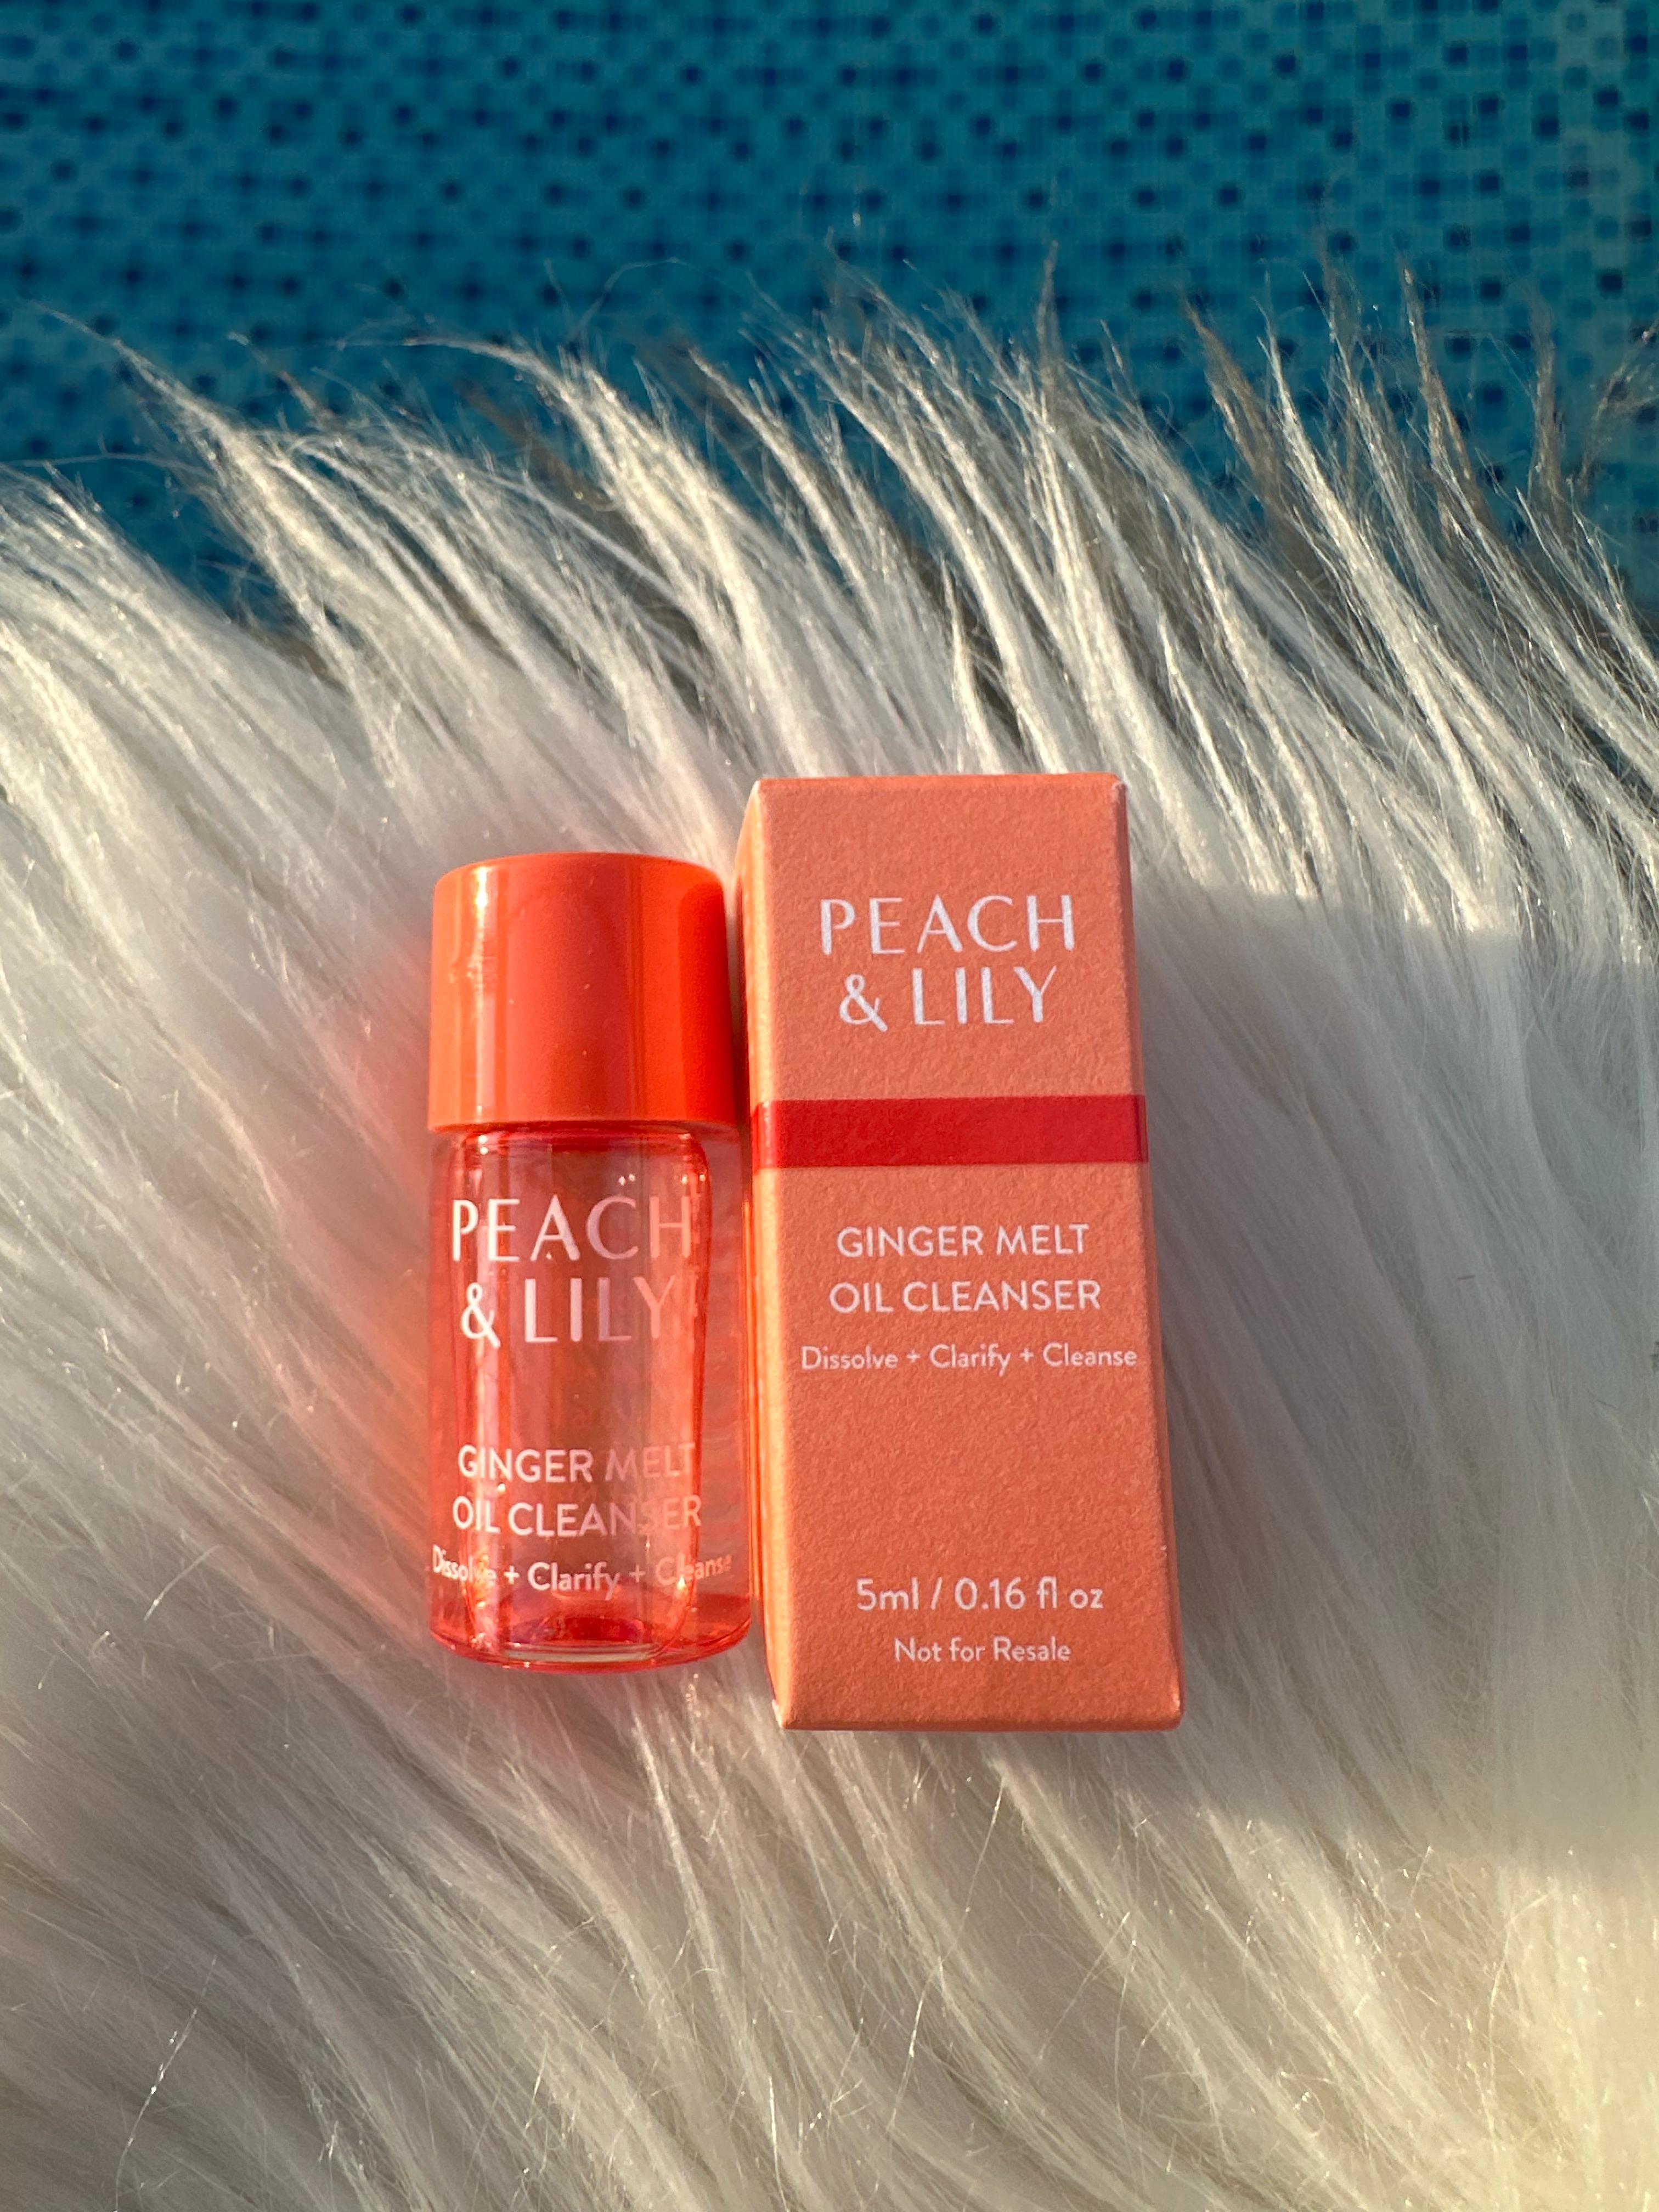 PEACH
& LILY
GINGER MELT
OIL CLEANSER
Dissolve + Clarify + Cleanse
PEACH
& LILY
GINGER MELT
OIL CLEANSER
Dissolve + Clarify + Cleanse
5ml / 0.16 fl oz
Not for Resale